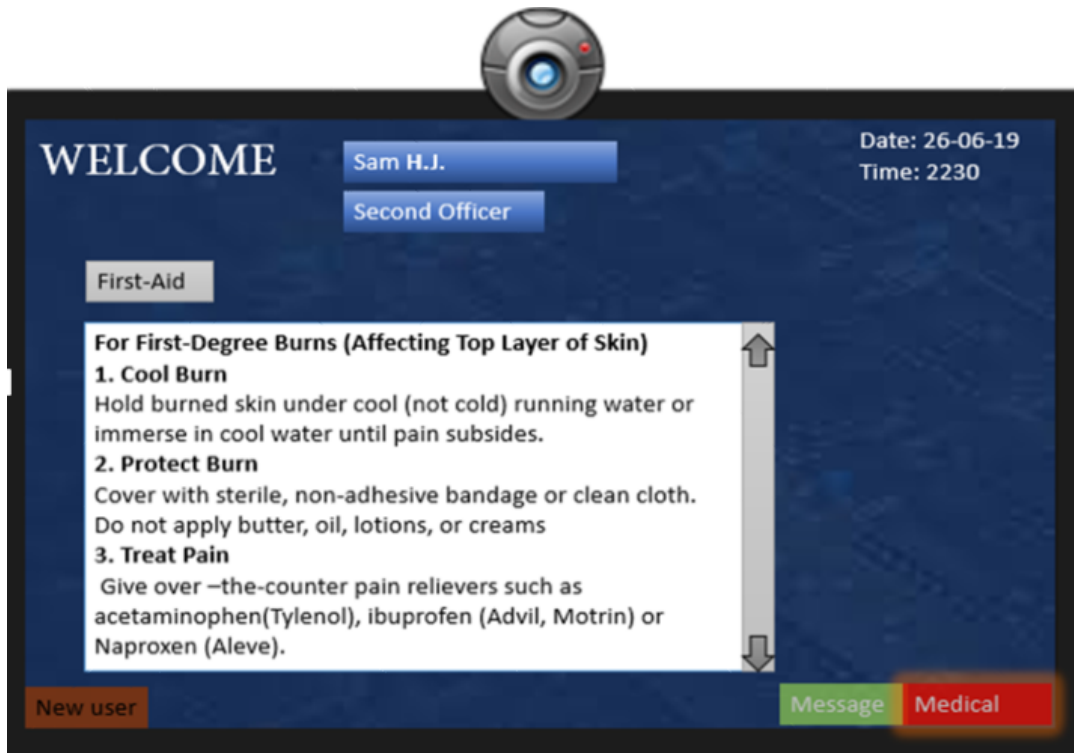 WELCOME
Sam H.J.
Second Officer
Date: 26-06-19
Time: 2230
First-Aid
For First-Degree Burns (Affecting Top Layer of Skin)
1. Cool Burn
Hold burned skin under cool (not cold) running water or
immerse in cool water until pain subsides.
2. Protect Burn
Cover with sterile, non-adhesive bandage or clean cloth.
Do not apply butter, oil, lotions, or creams
3. Treat Pain
Give over –the-counter pain relievers such as
acetaminophen(Tylenol), ibuprofen (Advil, Motrin) or
Naproxen (Aleve).
New user
Message
Medical